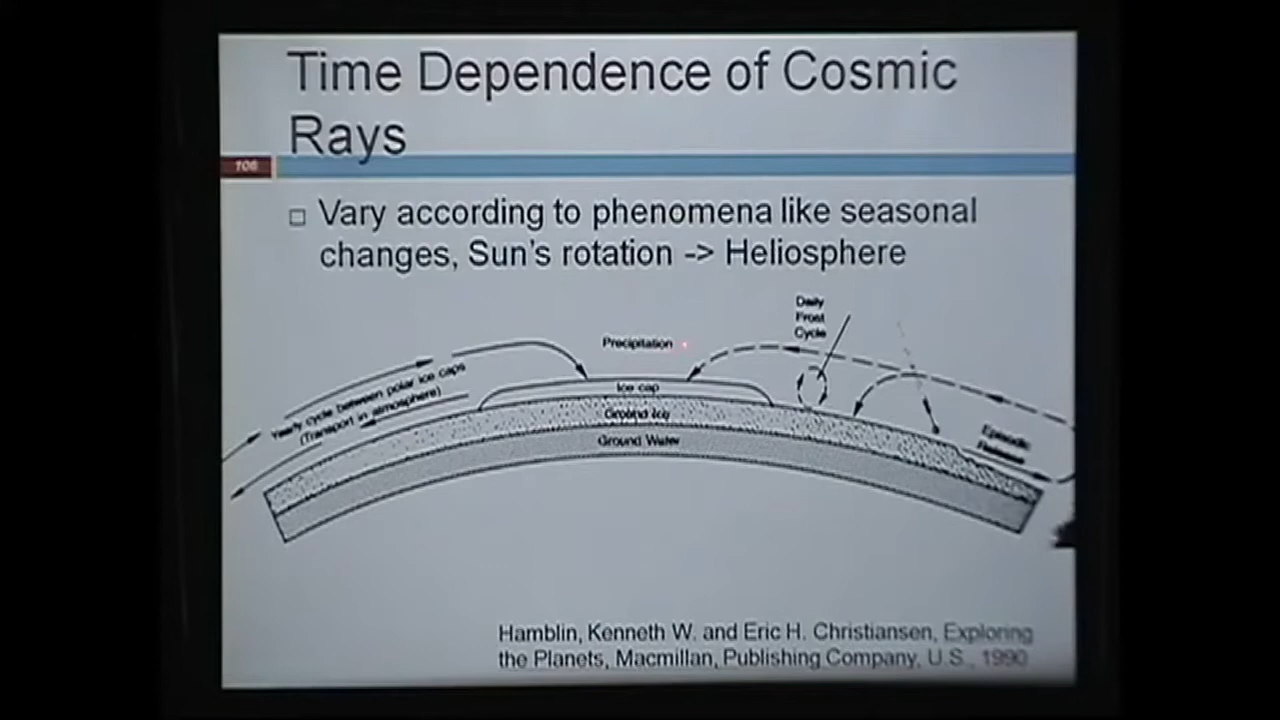 Time Dependence of Cosmic
Rays
106
□ Vary according to phenomena like seasonal
changes, Sun's rotation -> Heliosphere
Daily
Frost
Cycle
Precipitation
Yearly cycle between polar ice caps
(Transport in atmosphere)
Ice cap
Ground Ice
Ground Water
Episodic
Release
Hamblin, Kenneth W. and Eric H. Christiansen, Exploring
the Planets, Macmillan, Publishing Company, U.S., 1990